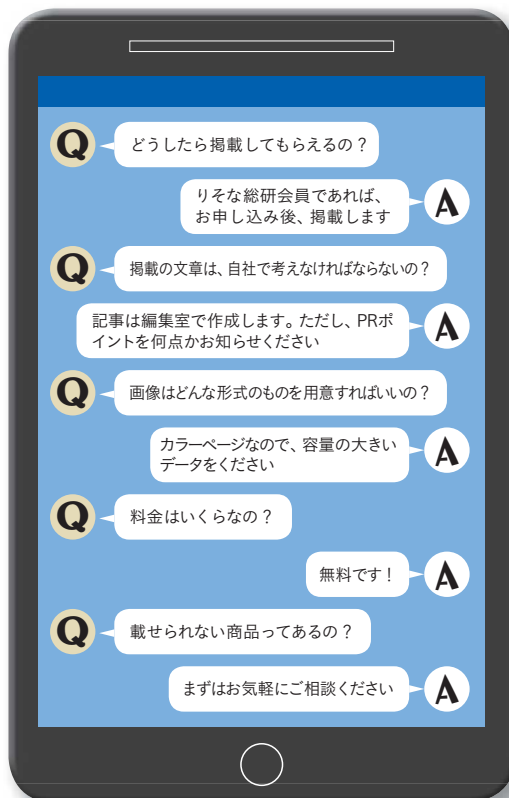 Q
どうしたら掲載してもらえるの？
りそな総研会員であれば、
お申し込み後、掲載します
A
Q
掲載の文章は、自社で考えなければならないの？
記事は編集室で作成します。ただし、PRポ
イントを何点かお知らせください
A
Q
画像はどんな形式のものを用意すればいいの？
カラーページなので、容量の大きい
データをください
A
Q
料金はいくらなの？
無料です！
A
Q
載せられない商品ってあるの？
まずはお気軽にご相談ください
A